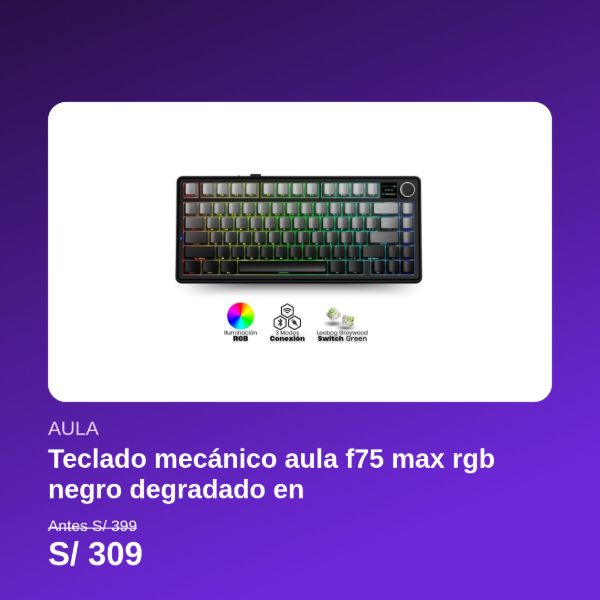 Iluminación
RGB
3 Modos
Conexión
Leobog Greywood
Switch Green
AULA
Teclado mecánico aula f75 max rgb
negro degradado en
Antes S/ 399
S/ 309